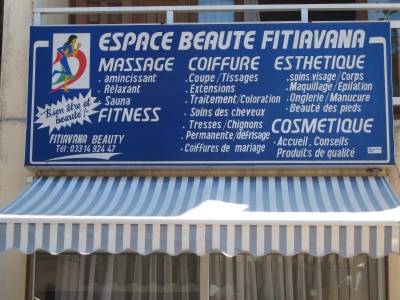 ESPACE BEAUTE FITIAVANA
MASSAGE
. amincissant
. Rélaxant
. Sauna
FITNESS
Bien être et
beauté!
FITIAVANA BEAUTY
Tél: 033 14 924 47
COIFFURE
. Coupe/Tissages
. Extensions
. Traitement/Coloration
. Soins des cheveux
. Tresses/Chignons
. Permanente/défrisage
. Coiffures de mariage
ESTHETIQUE
. soins visage/Corps
. Maquillage/Epilation
. Onglerie/Manucure
. Beauté des pieds
COSMETIQUE
. Accueil, Conseils
Produits de qualité